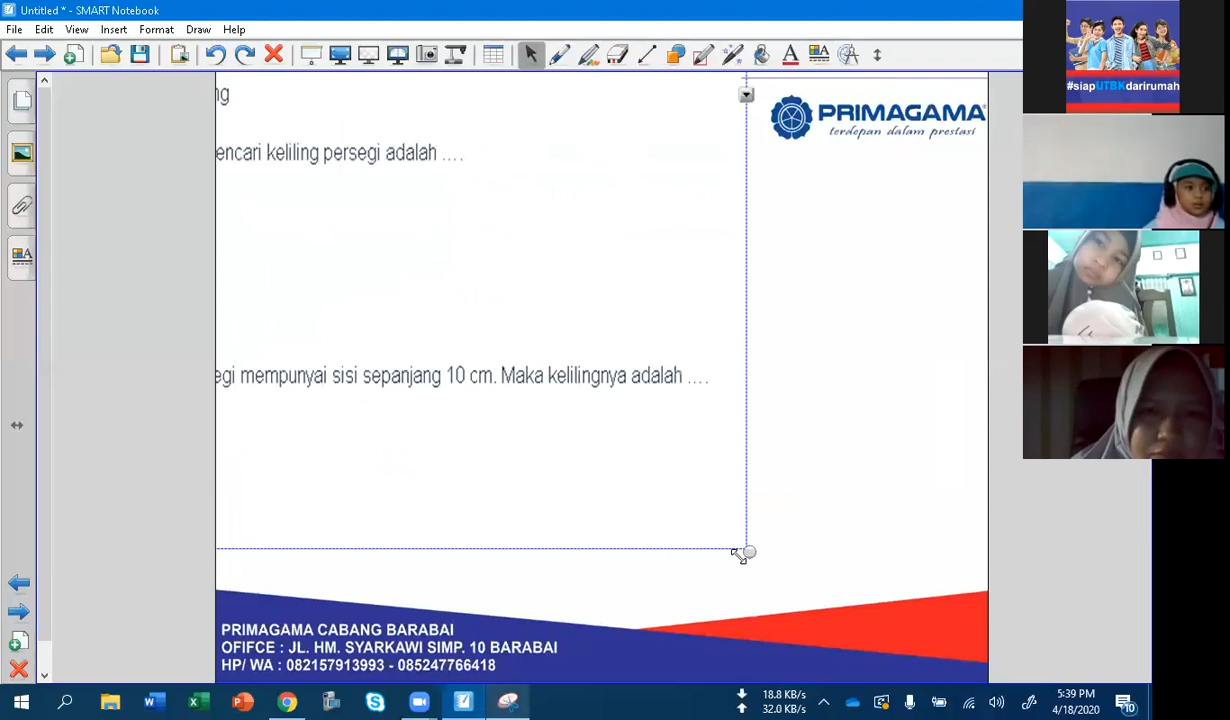 Untitled * - SMART Notebook
File Edit View Insert Format Draw Help
#siapUTBKdarirumah
PRIMAGAMA
terdepan dalam prestasi
ng
encari keliling persegi adalah ....
egi mempunyai sisi sepanjang 10 cm. Maka kelilingnya adalah ....
PRIMAGAMA CABANG BARABAI
OFIFCE : JL. HM. SYARKAWI SIMP. 10 BARABAI
HP/ WA : 082157913993 - 085247766418
18.8 KB/s
32.0 KB/s
5:39 PM
4/18/2020
10